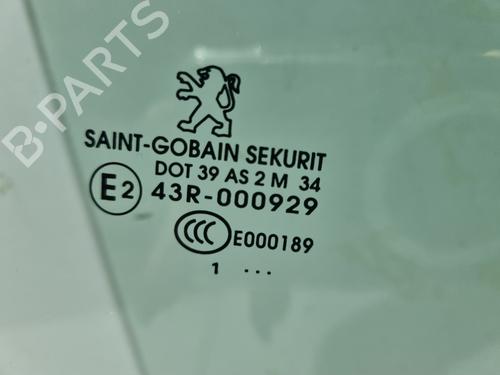 B-PARTS
SAINT-GOBAIN SEKURIT
DOT 39 AS 2 M 34
E2 43R-000929
CCC E000189
1 ...